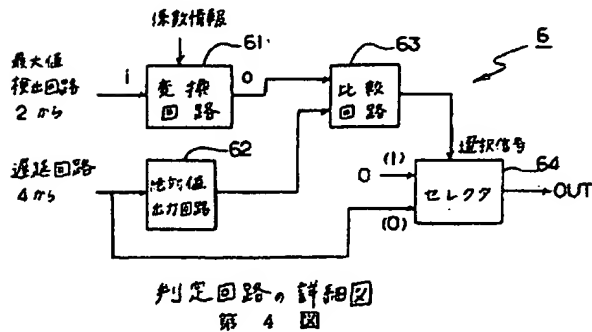 係数情報
最大値
検出回路
2 から
i
変換
回路
61
o
比較
回路
63
6
遅延回路
4から
62
出力回路
選択信号
0
(1)
(0)
セレクタ
64
OUT
判定回路の詳細図
第 4 図